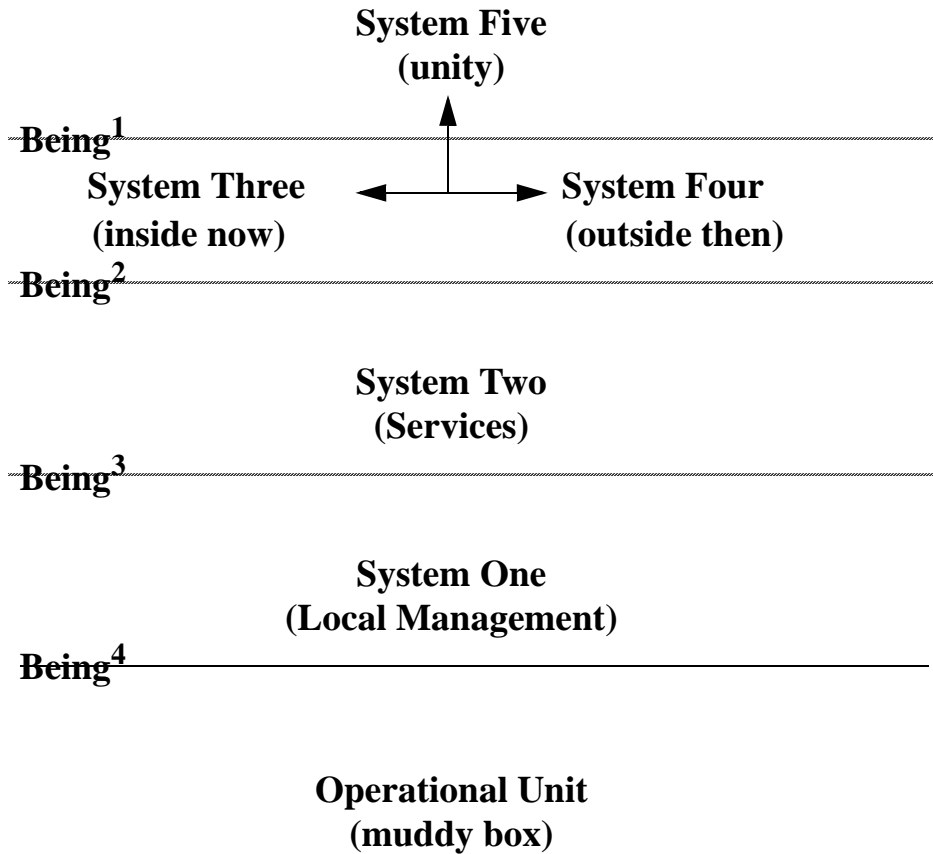 System Five
(unity)
Being¹
System Three System Four
(inside now) (outside then)
Being²
System Two
(Services)
Being³
System One
(Local Management)
Being⁴
Operational Unit
(muddy box)